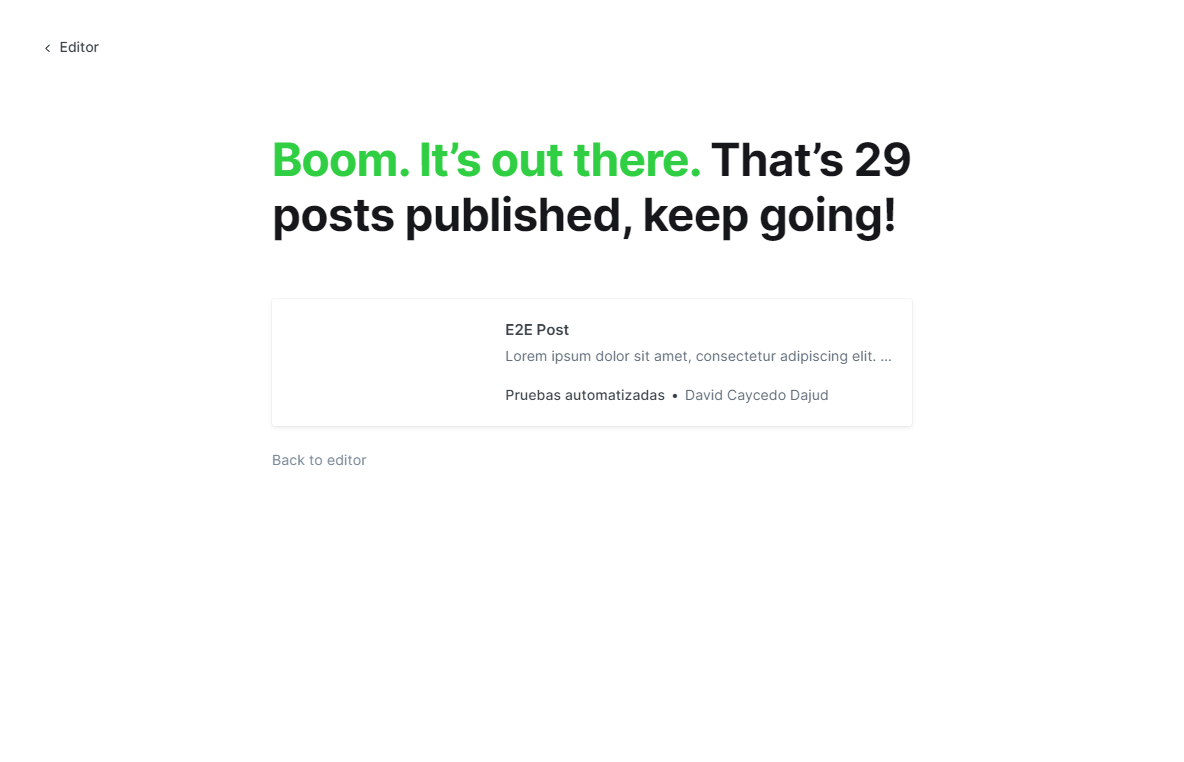 Editor
Boom. It’s out there. That’s 29
posts published, keep going!
E2E Post
Lorem ipsum dolor sit amet, consectetur adipiscing elit. ...
Pruebas automatizadas • David Caycedo Dajud
Back to editor